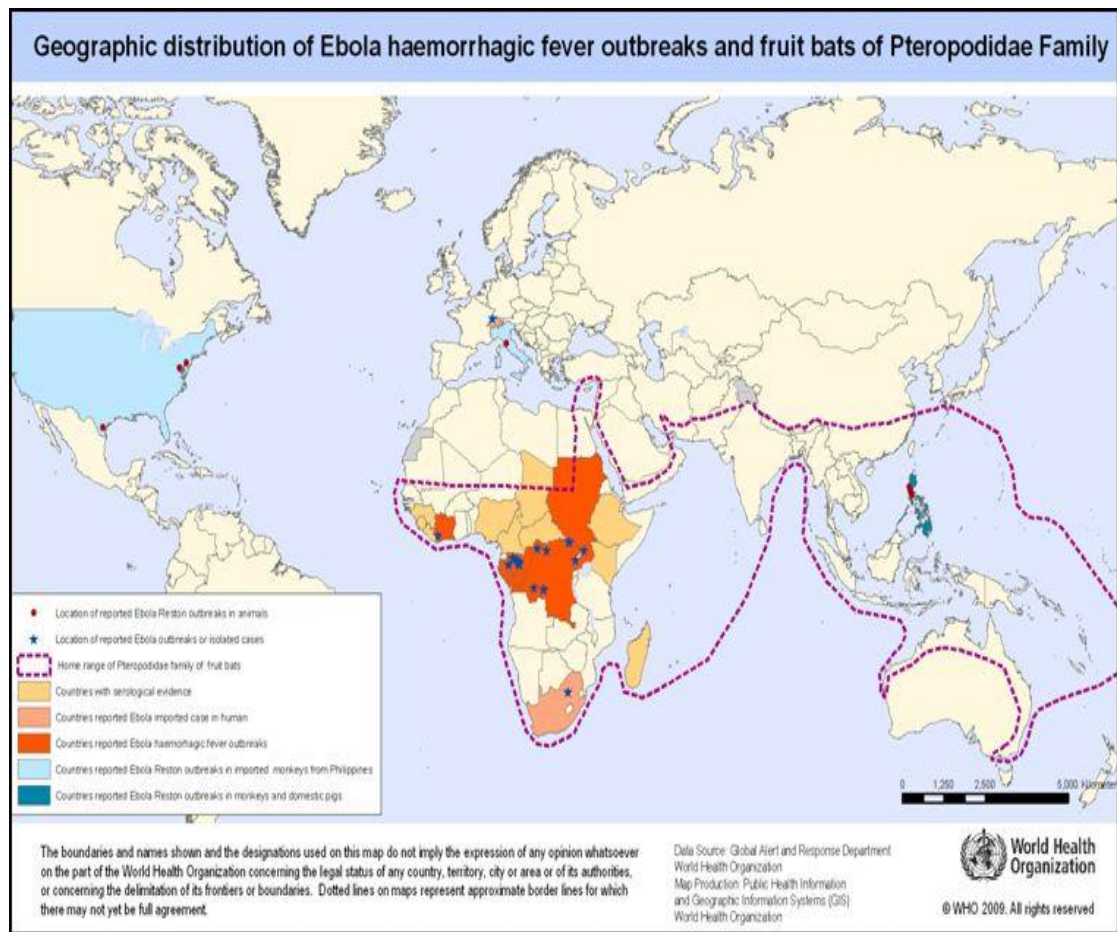 Geographic distribution of Ebola haemorrhagic fever outbreaks and fruit bats of Pteropodidae Family
Location of reported Ebola Reston outbreaks in animals
Location of reported Ebola outbreaks or isolated cases
Home range of Pteropodidae family of fruit bats
Countries with serological evidence
Countries reported Ebola imported case in human
Countries reported Ebola haemorhagic fever outbreaks
Countries reported Ebola Reston outbreaks in imported monkeys from Philippines
Countries reported Ebola Reston outbreaks in monkeys and domestic pigs
0 1,250 2,500 5,000 Kilometers
The boundaries and names shown and the designations used on this map do not imply the expression of any opinion whatsoever
on the part of the World Health Organization concerning the legal status of any country, territory, city or area or of its authorities,
or concerning the delimitation of its frontiers or boundaries. Dotted lines on maps represent approximate border lines for which
there may not yet be full agreement.
Data Source: Global Alert and Response Department
World Health Organization
Map Production: Public Health Information
and Geographic Information Systems (GIS)
World Health Organization
World Health
Organization
© WHO 2009. All rights reserved